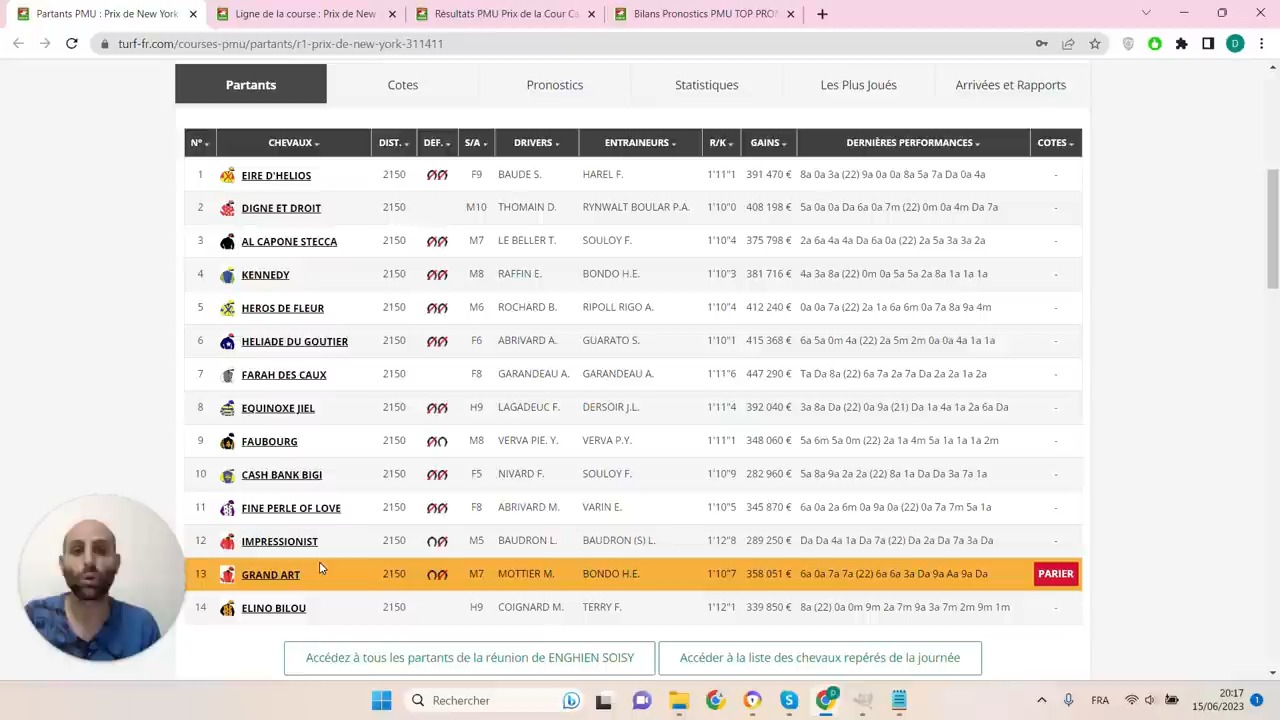 Partants PMU : Prix de New York
Ligne de la course : Prix de New
Résultats PMU Prix de la Cour Ca
Bilans Pronostics PMU TOP PRO
turf-fr.com/courses-pmu/partants/r1-prix-de-new-york-311411
D
Partants Cotes Pronostics Statistiques Les Plus Joués Arrivées et Rapports
N° CHEVAUX DIST. DEF. S/A DRIVERS ENTRAINEURS R/K GAINS DERNIÈRES PERFORMANCES COTES
1 EIRE D'HELIOS 2150 F9 BAUDE S. HAREL F. 1'11"1 391 470 € 8a 0a 3a (22) 9a 0a 0a 8a 5a 7a Da 0a 4a -
2 DIGNE ET DROIT 2150 M10 THOMAIN D. RYNWALT BOULAR P.A. 1'10"0 408 198 € 5a 0a 0a Da 6a 0a 7m (22) 0m 0a 4m Da 7a -
3 AL CAPONE STECCA 2150 M7 LE BELLER T. SOULOY F. 1'10"4 375 798 € 2a 6a 4a 4a Da 6a 0a (22) 2a 5a 3a 3a 2a -
4 KENNEDY 2150 M8 RAFFIN E. BONDO H.E. 1'10"3 381 716 € 4a 3a 8a (22) 0m 0a 5a 5a 2a 8a 1a 1a 1a -
5 HEROS DE FLEUR 2150 M6 ROCHARD B. RIPOLL RIGO A. 1'10"4 412 240 € 0a 0a 7a (22) 2a 1a 6a 6m 0a 7a 8a 9a 4m -
6 HELIADE DU GOUTIER 2150 F6 ABRIVARD A. GUARATO S. 1'10"1 415 368 € 6a 5a 0m 4a (22) 2a 5m 2m 0a 0a 4a 1a 1a -
7 FARAH DES CAUX 2150 F8 GARANDEAU A. GARANDEAU A. 1'11"6 447 290 € Ta Da 8a (22) 6a 7a 2a 7a Da 2a 2a 1a 2a -
8 EQUINOXE JIEL 2150 H9 LAGADEUC F. DERSOIR J.L. 1'11"4 392 040 € 3a 8a Da (22) 0a 9a (21) Da 1a 4a 1a 2a 6a Da -
9 FAUBOURG 2150 M8 VERVA PIE. Y. VERVA P.Y. 1'11"1 348 060 € 5a 6m 5a 0m (22) 2a 1a 4m 5a 1a 1a 1a 2m -
10 CASH BANK BIGI 2150 F5 NIVARD F. SOULOY F. 1'10"9 282 960 € 5a 8a 9a 2a 2a (22) 8a 1a Da Da 3a 7a 1a -
11 FINE PERLE OF LOVE 2150 F8 ABRIVARD M. VARIN E. 1'10"5 345 870 € 6a 0a 2a 6m 0a 9a 0a (22) 0a 7a 7m 5a 1a -
12 IMPRESSIONIST 2150 M5 BAUDRON L. BAUDRON (S) L. 1'12"8 289 250 € Da Da 4a 1a Da 7a (22) Da 2a Da 7a 3a Da -
13 GRAND ART 2150 M7 MOTTIER M. BONDO H.E. 1'10"7 358 051 € 6a 0a 7a 7a (22) 6a 6a 3a Da 9a Aa 9a Da PARIER
14 ELINO BILOU 2150 H9 COIGNARD M. TERRY F. 1'12"1 339 850 € 8a (22) 0a 0m 9m 2a 7m 9a 3a 7m 2m 9m 1m -
Accédez à tous les partants de la réunion de ENGHIEN SOISY
Accéder à la liste des chevaux repérés de la journée
Rechercher
FRA
20:17
15/06/2023